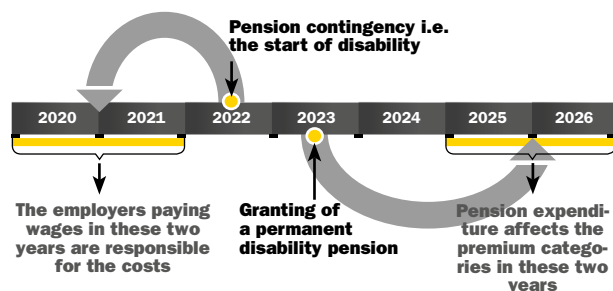 Pension contingency i.e.
the start of disability
2020 2021 2022 2023 2024 2025 2026
The employers paying
wages in these two
years are responsible
for the costs
Granting of
a permanent
disability pension
Pension expendi-
ture affects the
premium catego-
ries in these two
years